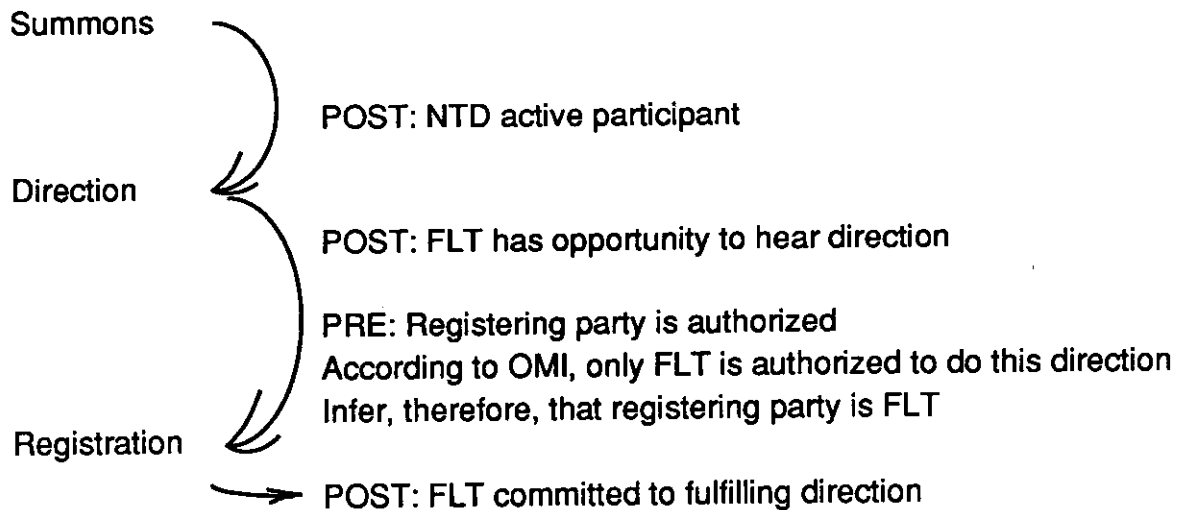 Summons
POST: NTD active participant
Direction
POST: FLT has opportunity to hear direction
PRE: Registering party is authorized
According to OMI, only FLT is authorized to do this direction
Infer, therefore, that registering party is FLT
Registration
POST: FLT committed to fulfilling direction